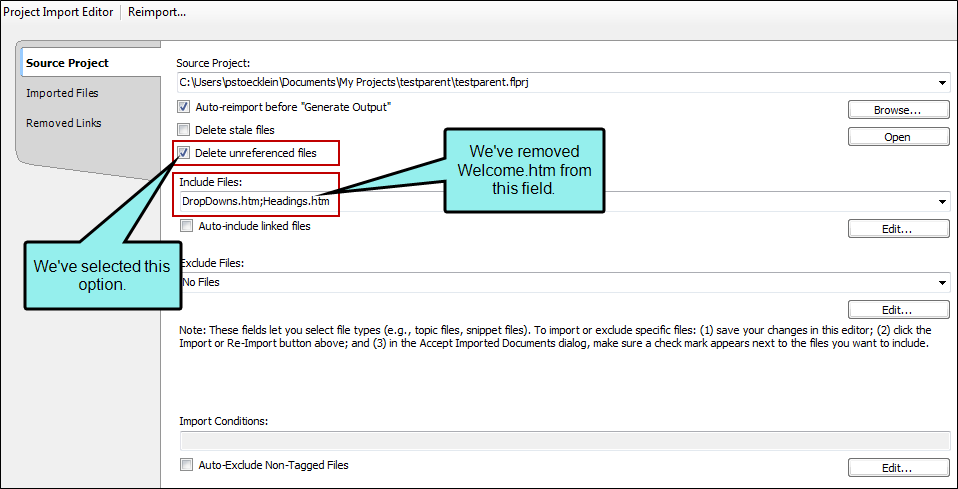 Project Import Editor
Reimport...
Source Project
Imported Files
Removed Links
Source Project:
C:\Users\pstoecklein\Documents\My Projects\testparent\testparent.flprj
Auto-reimport before "Generate Output"
Browse...
Delete stale files
Open
Delete unreferenced files
We've removed
Welcome.htm from
this field.
Include Files:
DropDowns.htm;Headings.htm
Auto-include linked files
Edit...
We've selected this
option.
Exclude Files:
No Files
Edit...
Note: These fields let you select file types (e.g., topic files, snippet files). To import or exclude specific files: (1) save your changes in this editor; (2) click the
Import or Re-Import button above; and (3) in the Accept Imported Documents dialog, make sure a check mark appears next to the files you want to include.
Import Conditions:
Auto-Exclude Non-Tagged Files
Edit...